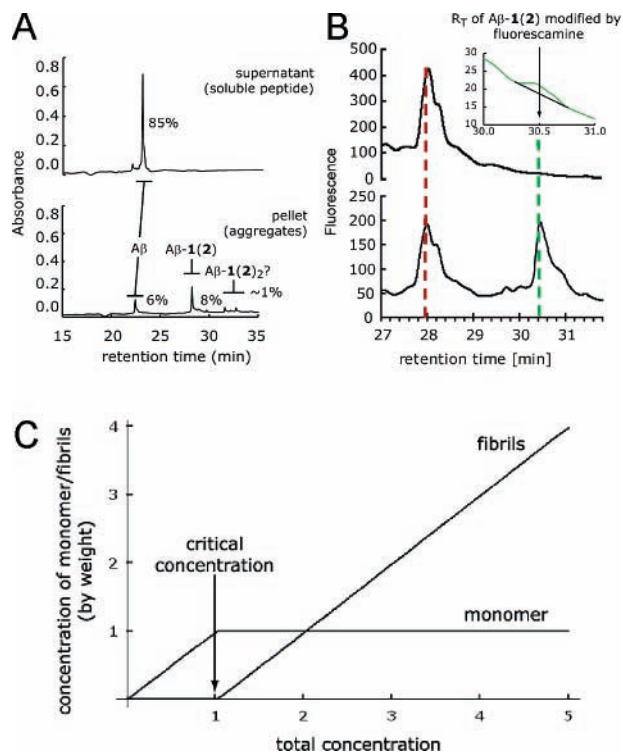 A
0.8
0.6
0.4
0.2
0.0
supernatant
(soluble peptide)
85%
Absorbance
0.8
0.6
0.4
0.2
0.0
pellet
(aggregates)
Aβ
Aβ-1(2)
Aβ-1(2)₂?
6%
8%
~1%
15 20 25 30 35
retention time (min)
B
RT of Aβ-1(2) modified by
fluorescamine
500
400
300
200
100
0
30
25
20
15
10
30.0 30.5 31.0
Fluorescence
250
200
150
100
50
0
27 28 29 30 31
retention time [min]
C
4
3
2
1
concentration of monomer/fibrils
(by weight)
critical
concentration
fibrils
monomer
1 2 3 4 5
total concentration